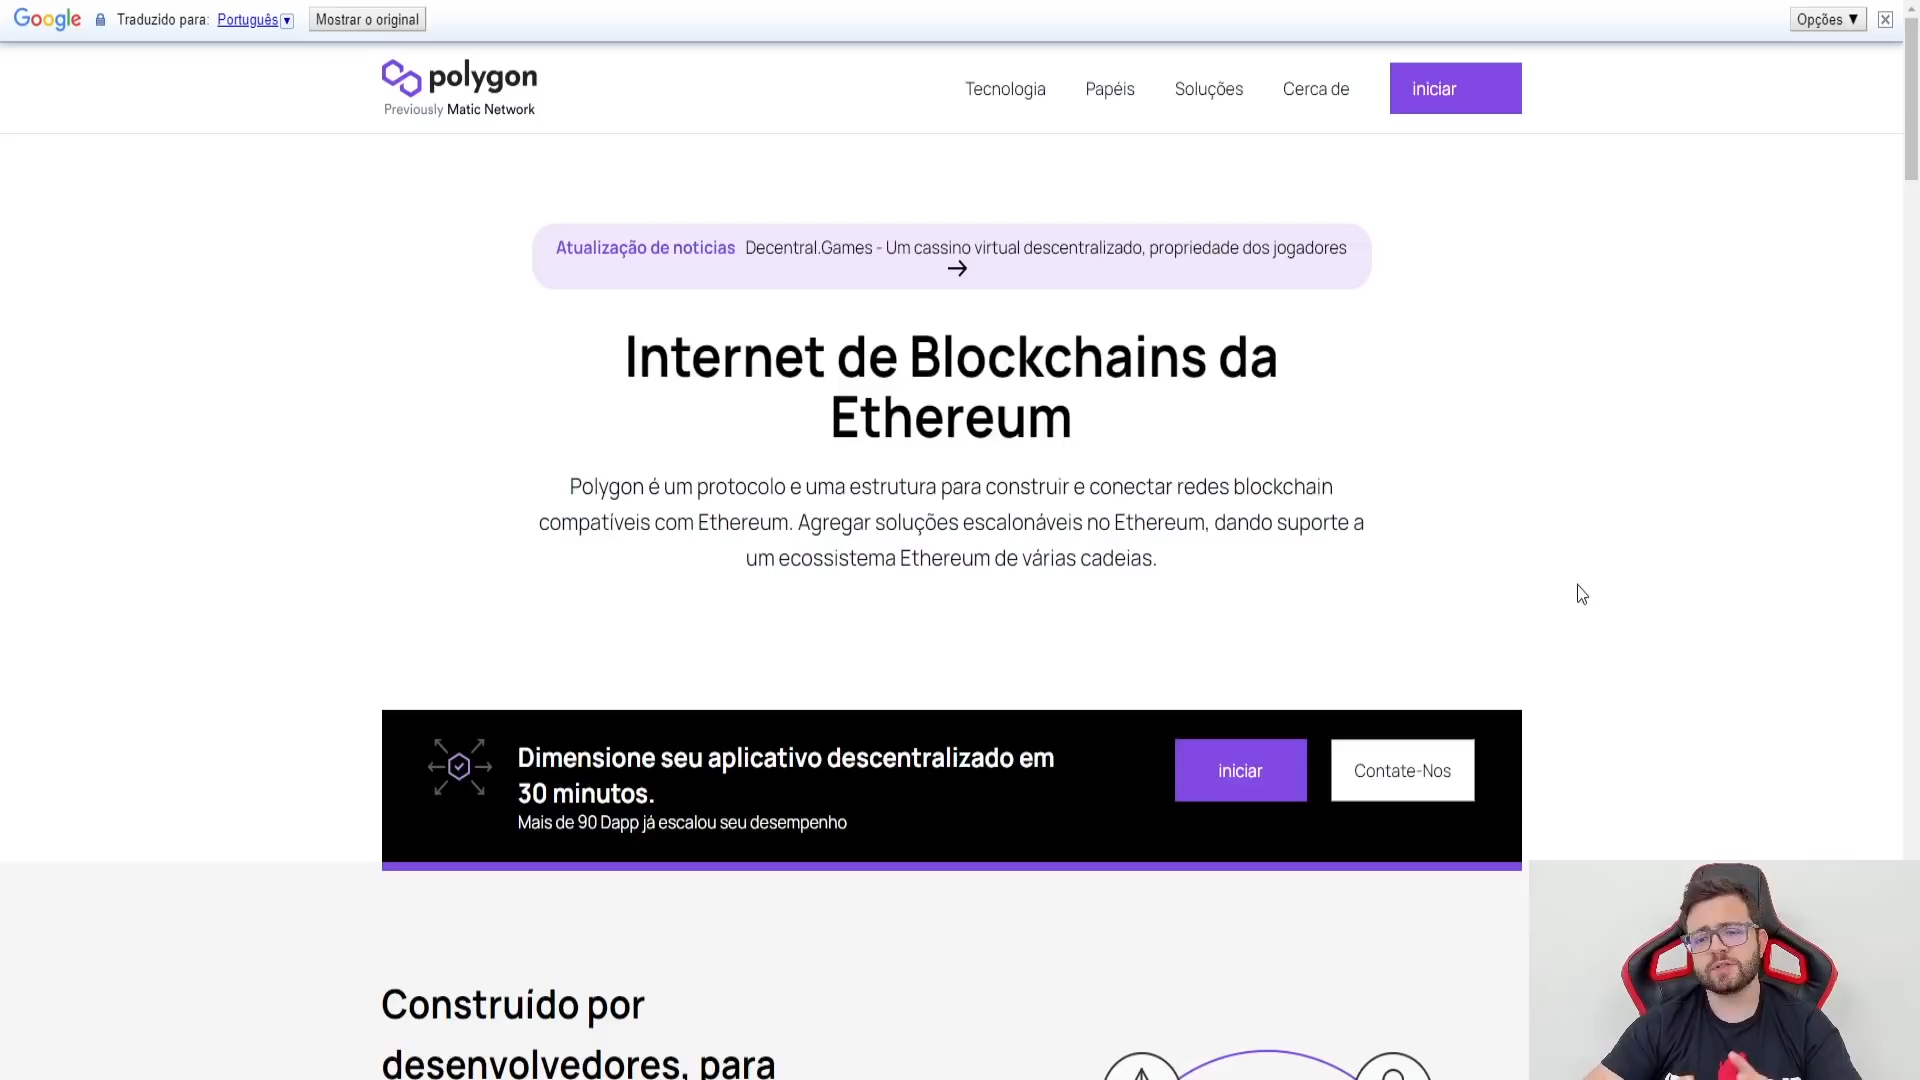 Google Traduzido para: Português ▼ Mostrar o original Opções ▼
polygon
Previously Matic Network
Tecnologia Papéis Soluções Cerca de iniciar
Atualização de noticias Decentral.Games - Um cassino virtual descentralizado, propriedade dos jogadores
→
Internet de Blockchains da
Ethereum
Polygon é um protocolo e uma estrutura para construir e conectar redes blockchain
compatíveis com Ethereum. Agregar soluções escalonáveis no Ethereum, dando suporte a
um ecossistema Ethereum de várias cadeias.
Dimensione seu aplicativo descentralizado em
30 minutos.
Mais de 90 Dapp já escalou seu desempenho
iniciar Contate-Nos
Construído por
desenvolvedores, para